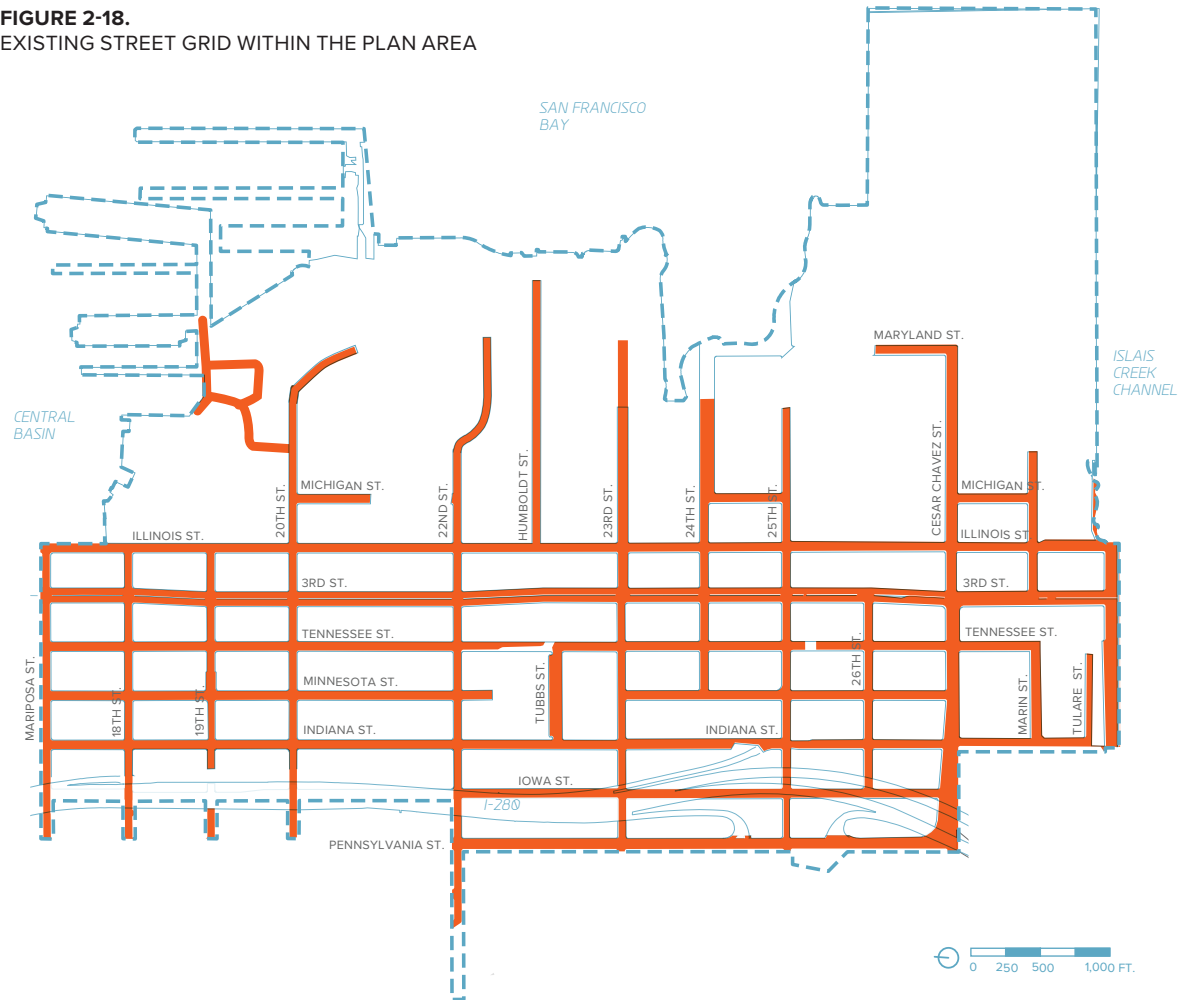 FIGURE 2-18.
EXISTING STREET GRID WITHIN THE PLAN AREA
SAN FRANCISCO
BAY
MARYLAND ST.
ISLAIS
CREEK
CHANNEL
CENTRAL
BASIN
20TH ST.
MICHIGAN ST.
22ND ST.
HUMBOLDT ST.
23RD ST.
24TH ST.
25TH ST.
CESAR CHAVEZ ST.
MICHIGAN ST.
ILLINOIS ST.
ILLINOIS ST.
3RD ST.
3RD ST.
TENNESSEE ST.
TENNESSEE ST.
MARIPOSA ST.
18TH ST.
19TH ST.
MINNESOTA ST.
TUBBS ST.
26TH ST.
MARIN ST.
TULARE ST.
INDIANA ST.
INDIANA ST.
IOWA ST.
I-280
PENNSYLVANIA ST.
0 250 500 1,000 FT.